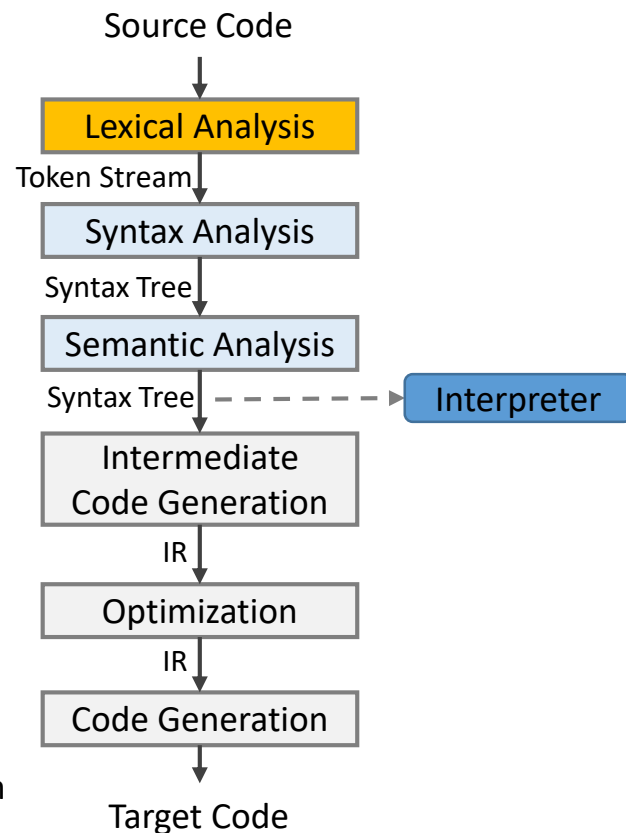 Source Code
Lexical Analysis
Token Stream
Syntax Analysis
Syntax Tree
Semantic Analysis
Syntax Tree
Interpreter
Intermediate
Code Generation
IR
Optimization
IR
Code Generation
Target Code